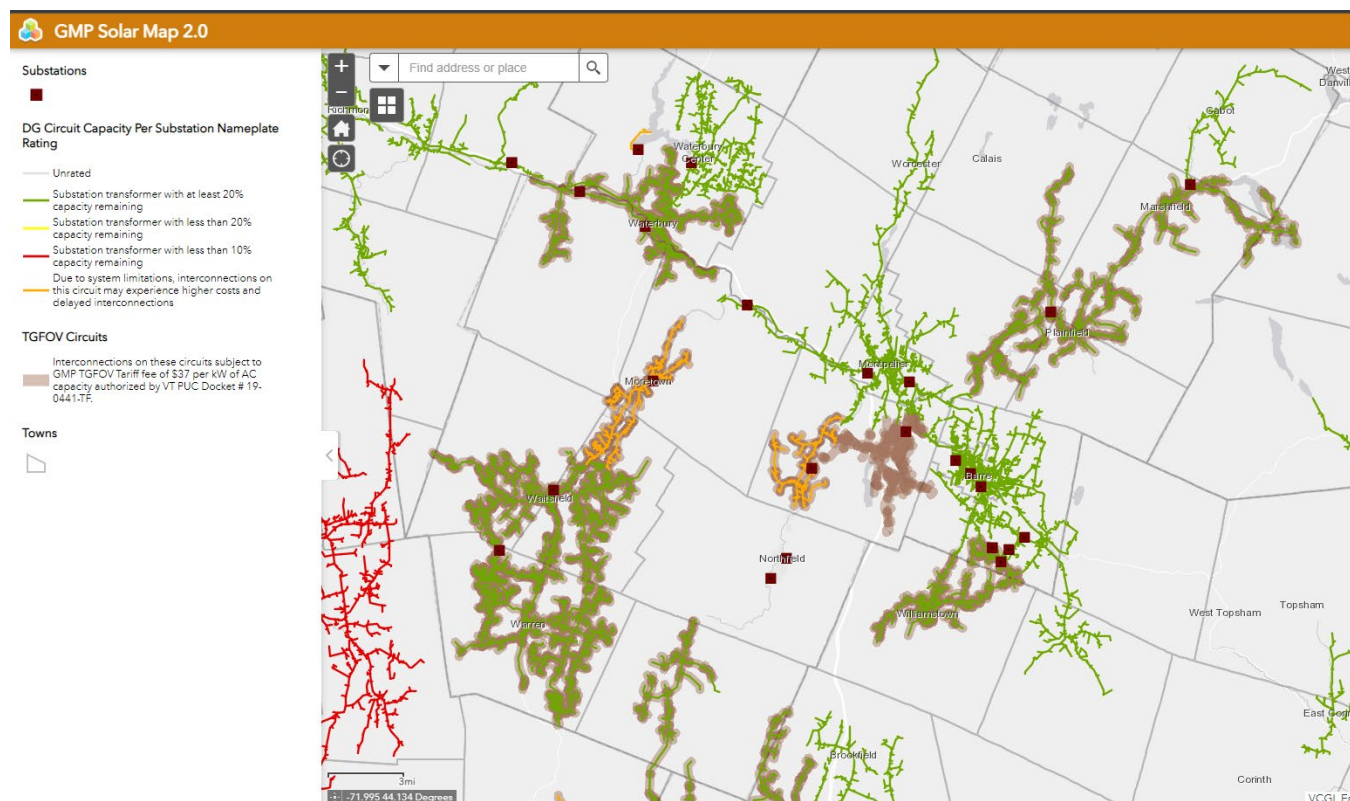 GMP Solar Map 2.0
Substations
DG Circuit Capacity Per Substation Nameplate
Rating
Unrated
Substation transformer with at least 20%
capacity remaining
Substation transformer with less than 20%
capacity remaining
Substation transformer with less than 10%
capacity remaining
Due to system limitations, interconnections on
this circuit may experience higher costs and
delayed interconnections
TGFOV Circuits
Interconnections on these circuits subject to
GMP TGFOV Tariff fee of $37 per kW of AC
capacity authorized by VT PUC Docket # 19-
0441-TF.
Towns
+
Find address or place
−
West
Danvill
Richmon
Cabot
Waterbury
Center
Worcester
Calais
Marshfield
Waterbury
Plainfield
Montpelier
Moretown
Barre
Waitsfield
Northfield
Warren
Williamstown
West Topsham
Topsham
East Cori
Brookfield
Corinth
3mi
-71.995 44.134 Degrees